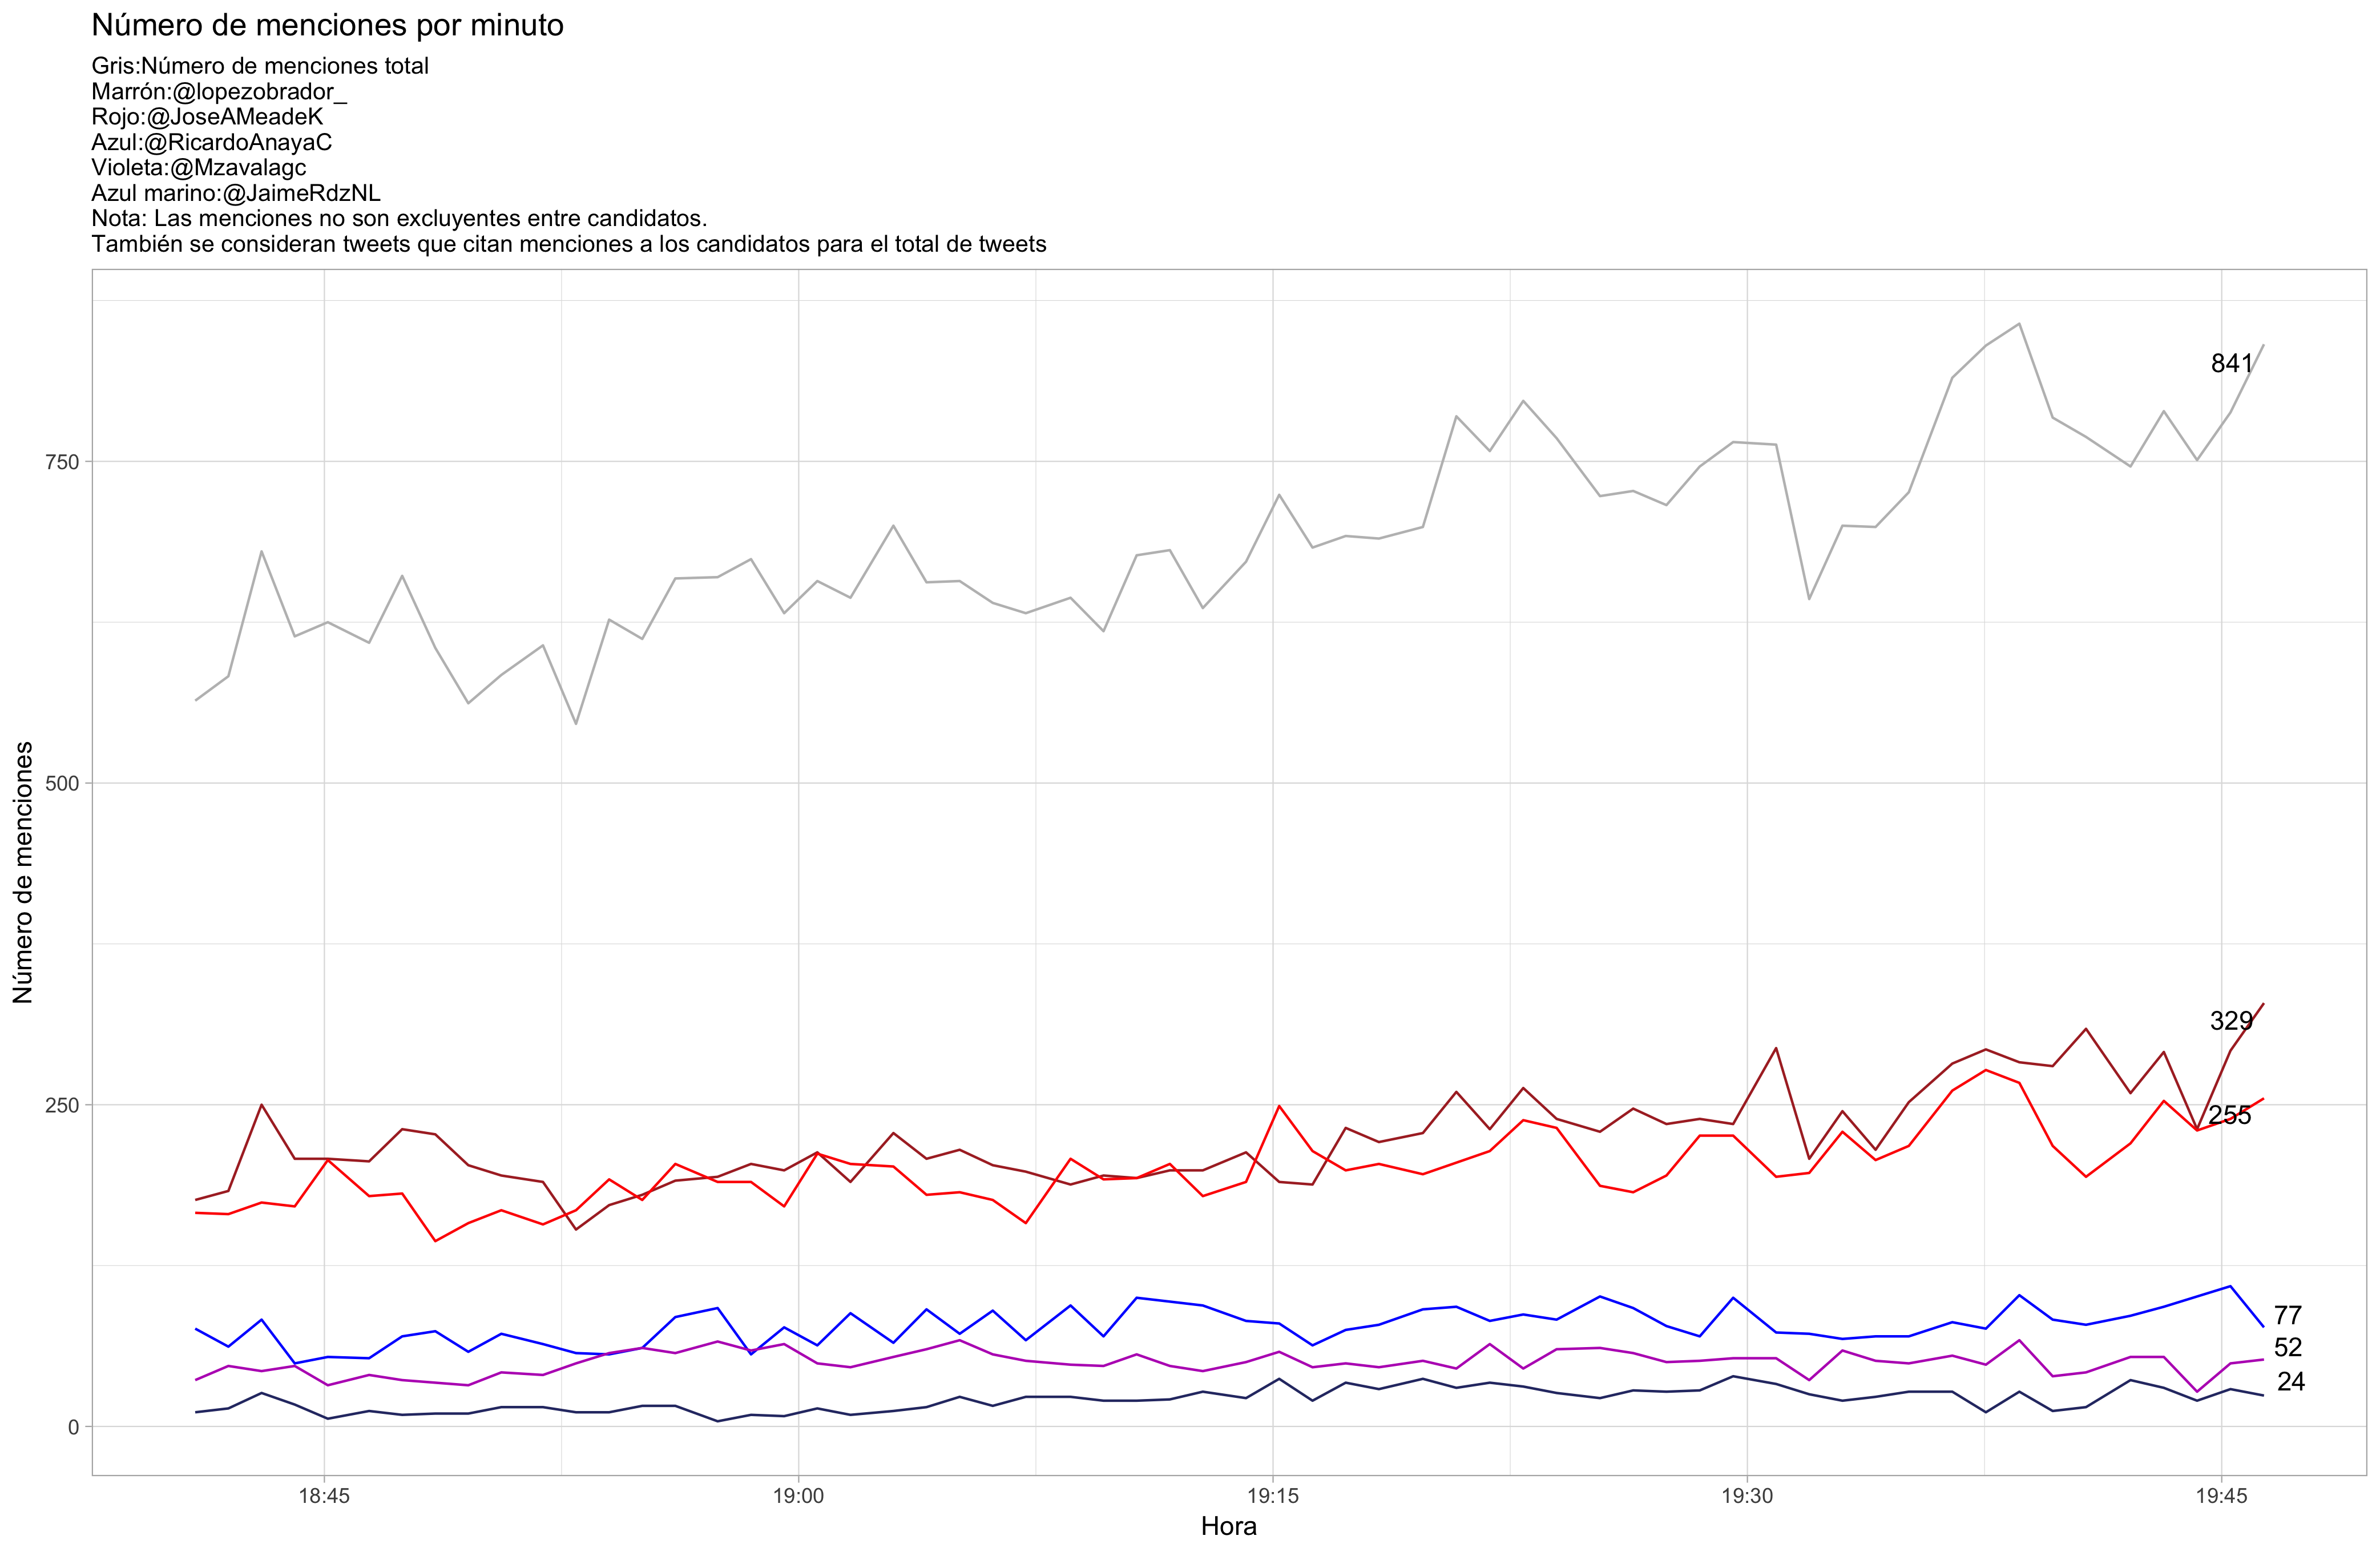 Número de menciones por minuto
Gris:Número de menciones total
Marrón:@lopezobrador_
Rojo:@JoseAMeadeK
Azul:@RicardoAnayaC
Violeta:@Mzavalagc
Azul marino:@JaimeRdzNL
Nota: Las menciones no son excluyentes entre candidatos.
También se consideran tweets que citan menciones a los candidatos para el total de tweets
841
750
Número de menciones
500
329
250
255
77
52
24
0
18:45
19:00
19:15
19:30
19:45
Hora